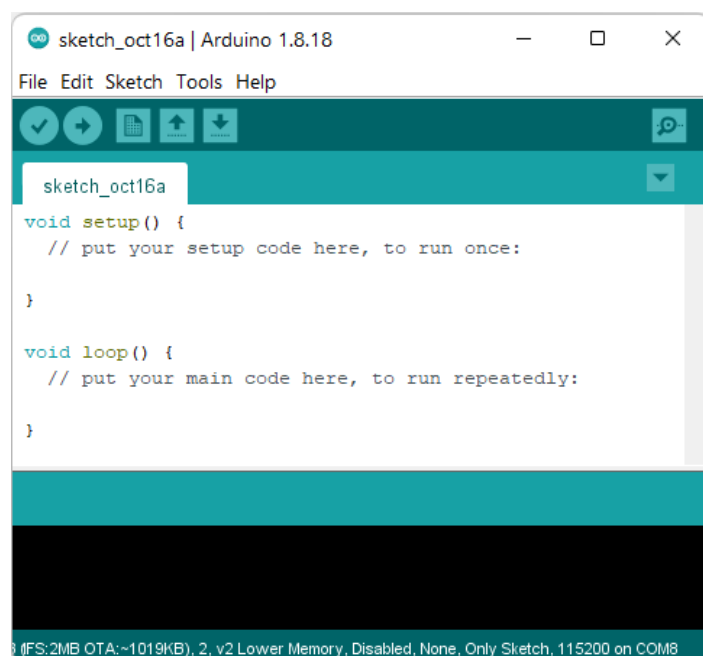 sketch_oct16a | Arduino 1.8.18
File Edit Sketch Tools Help
sketch_oct16a
void setup() {
// put your setup code here, to run once:
}
void loop() {
// put your main code here, to run repeatedly:
}
(FS:2MB OTA:~1019KB), 2, v2 Lower Memory, Disabled, None, Only Sketch, 115200 on COM8